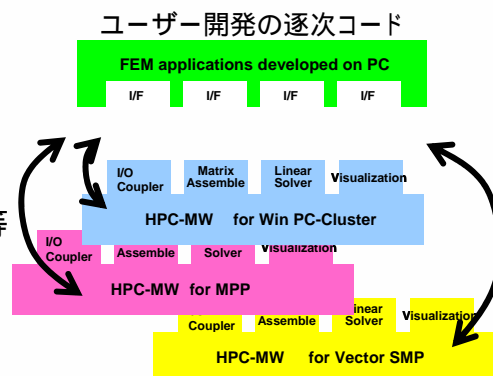 ユーザー開発の逐次コード
FEM applications developed on PC
I/F I/F I/F I/F
I/O Coupler Matrix Assemble Linear Solver Visualization
HPC-MW for Win PC-Cluster
等
I/O Coupler Assemble Solver Visualization
HPC-MW for MPP
Coupler Assemble Linear Solver Visualization
HPC-MW for Vector SMP